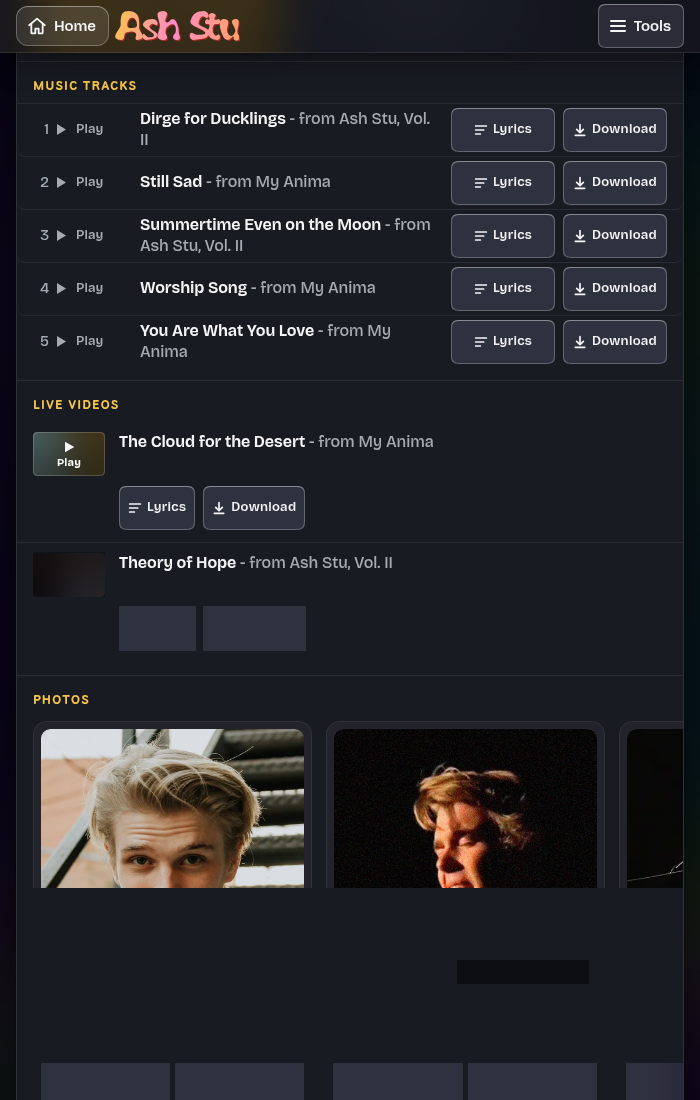 Home
Ash Stu
Tools
MUSIC TRACKS
1 Play
Dirge for Ducklings - from Ash Stu, Vol.
II
Lyrics
Download
2 Play
Still Sad - from My Anima
Lyrics
Download
3 Play
Summertime Even on the Moon - from
Ash Stu, Vol. II
Lyrics
Download
4 Play
Worship Song - from My Anima
Lyrics
Download
5 Play
You Are What You Love - from My
Anima
Lyrics
Download
LIVE VIDEOS
Play
The Cloud for the Desert - from My Anima
Lyrics
Download
Theory of Hope - from Ash Stu, Vol. II
PHOTOS